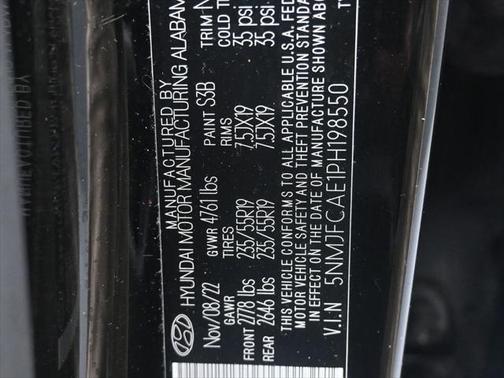 MANUFACTURED BY
HYUNDAI MOTOR MANUFACTURING ALABAMA
Nov/08/22 GVWR 4761 lbs PAINT S3B TRIM
GAWR TIRES RIMS COLD
FRONT 2778 lbs 235/55R19 7.5JX19 35 psi
REAR 2646 lbs 235/55R19 7.5JX19 35 psi
THIS VEHICLE CONFORMS TO ALL APPLICABLE U.S.A. FED
MOTOR VEHICLE SAFETY AND THEFT PREVENTION STANDA
IN EFFECT ON THE DATE OF MANUFACTURE SHOWN ABOV
V.I.N 5NMJFCAE1PH198550